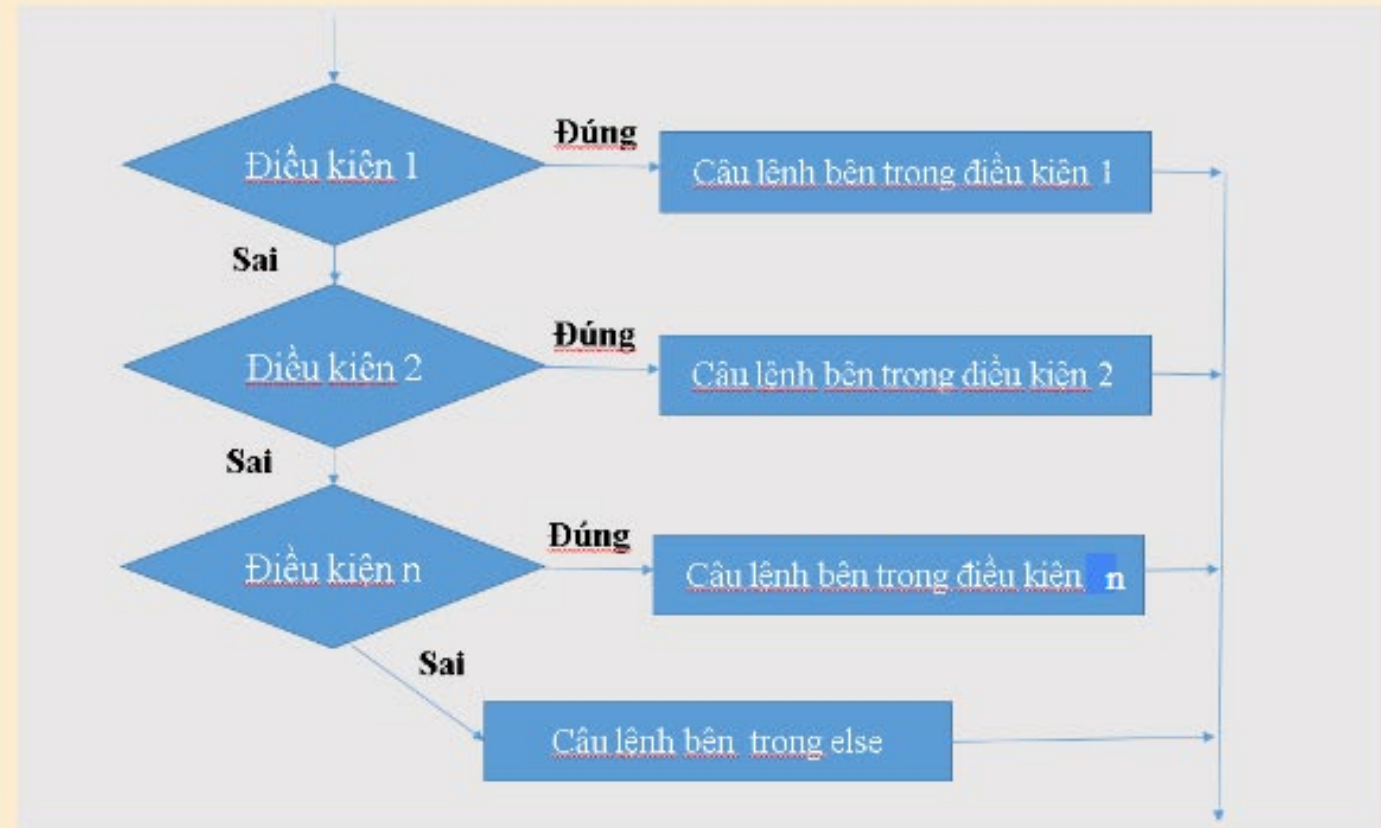 Đúng
Điều kiện 1
Câu lệnh bên trong điều kiện 1
Sai
Đúng
Điều kiện 2
Câu lệnh bên trong điều kiện 2
Sai
Đúng
Điều kiện n
Câu lệnh bên trong điều kiện n
Sai
Câu lệnh bên trong else